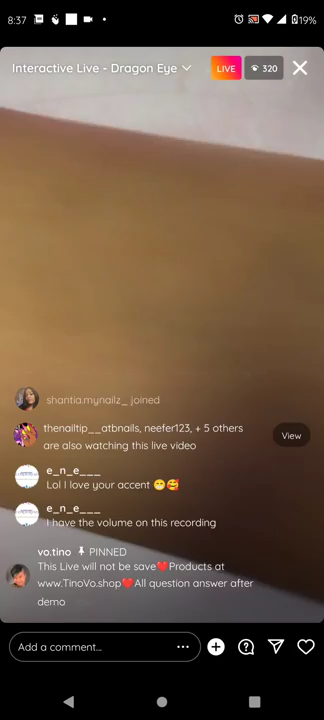 8:37
19%
Interactive Live - Dragon Eye
LIVE
320
shantia.mynailz_ joined
thenailtip__atbnails, neefer123, + 5 others
are also watching this live video
View
e_n_e___
Lol I love your accent 😁🥰
e_n_e___
I have the volume on this recording
vo.tino 📌 PINNED
This Live will not be save❤️Products at
www.TinoVo.shop❤️All question answer after
demo
Add a comment...